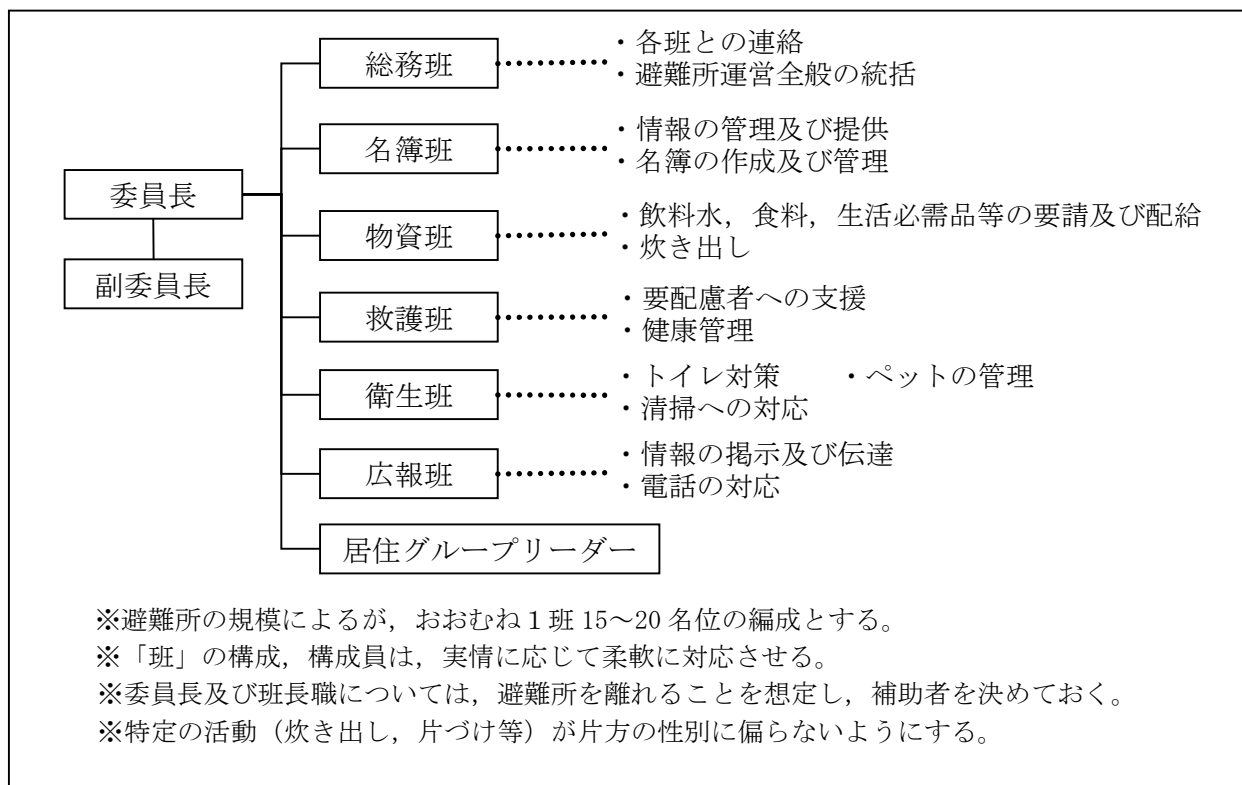 総務班
・各班との連絡
・避難所運営全般の統括
名簿班
・情報の管理及び提供
・名簿の作成及び管理
委員長
副委員長
物資班
・飲料水，食料，生活必需品等の要請及び配給
・炊き出し
救護班
・要配慮者への支援
・健康管理
衛生班
・トイレ対策　　・ペットの管理
・清掃への対応
広報班
・情報の掲示及び伝達
・電話の対応
居住グループリーダー
※避難所の規模によるが，おおむね１班 15～20 名位の編成とする。
※「班」の構成，構成員は，実情に応じて柔軟に対応させる。
※委員長及び班長職については，避難所を離れることを想定し，補助者を決めておく。
※特定の活動（炊き出し，片づけ等）が片方の性別に偏らないようにする。